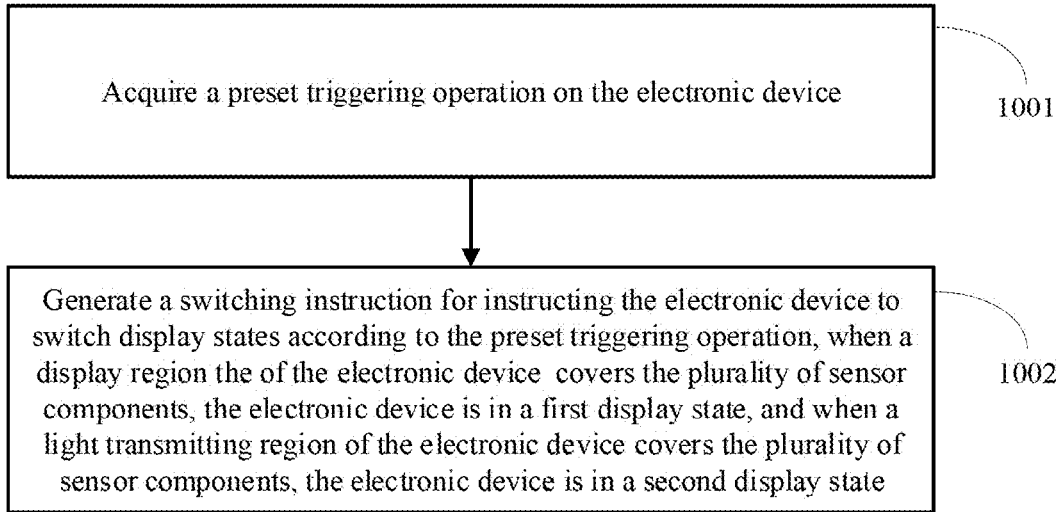 Acquire a preset triggering operation on the electronic device
1001
Generate a switching instruction for instructing the electronic device to
switch display states according to the preset triggering operation, when a
display region the of the electronic device covers the plurality of sensor
components, the electronic device is in a first display state, and when a
light transmitting region of the electronic device covers the plurality of
sensor components, the electronic device is in a second display state
1002